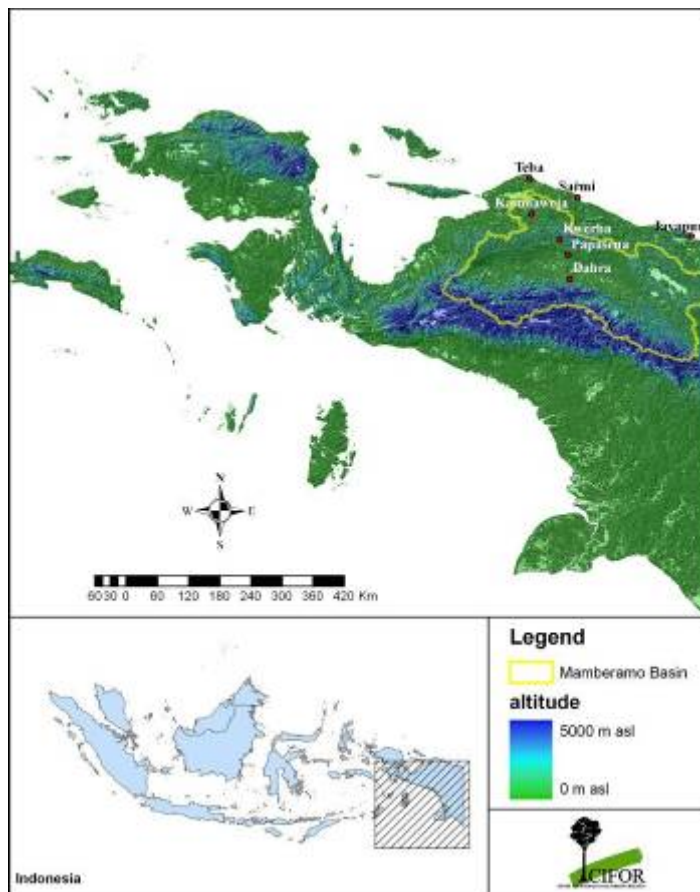 Teba
Sarmi
Kwerba
Papasena
Dabra
N
W E
S
60 30 0 60 120 180 240 300 360 420 Km
Legend
Mamberamo Basin
altitude
5000 m asl
0 m asl
Indonesia
CIFOR